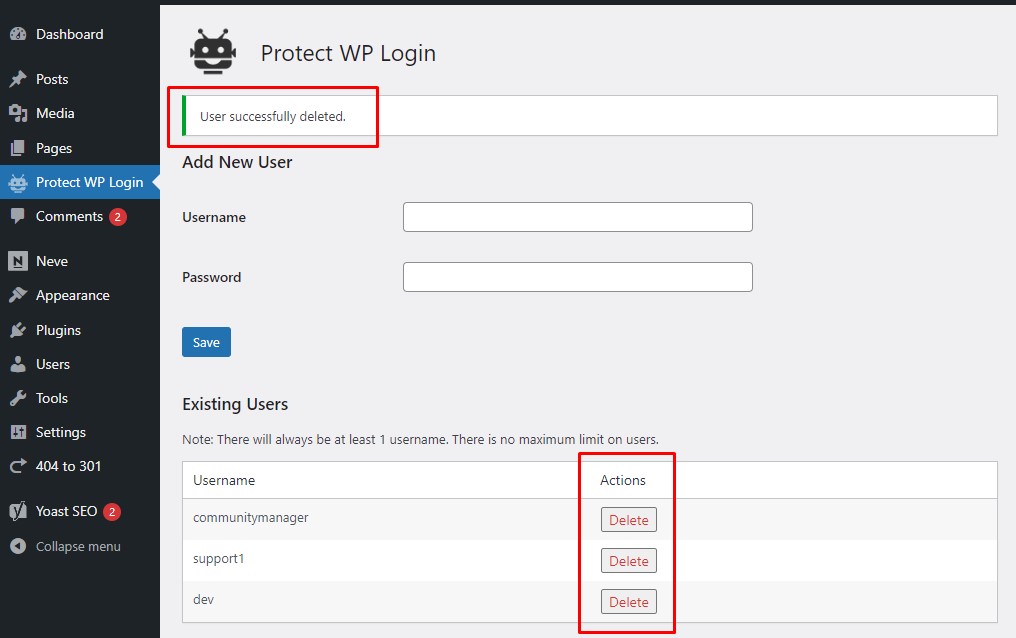 Dashboard
Posts
Media
Pages
Protect WP Login
Comments 2
Neve
Appearance
Plugins
Users
Tools
Settings
404 to 301
Yoast SEO 2
Collapse menu
Protect WP Login
User successfully deleted.
Add New User
Username
Password
Save
Existing Users
Note: There will always be at least 1 username. There is no maximum limit on users.
Username Actions
communitymanager Delete
support1 Delete
dev Delete